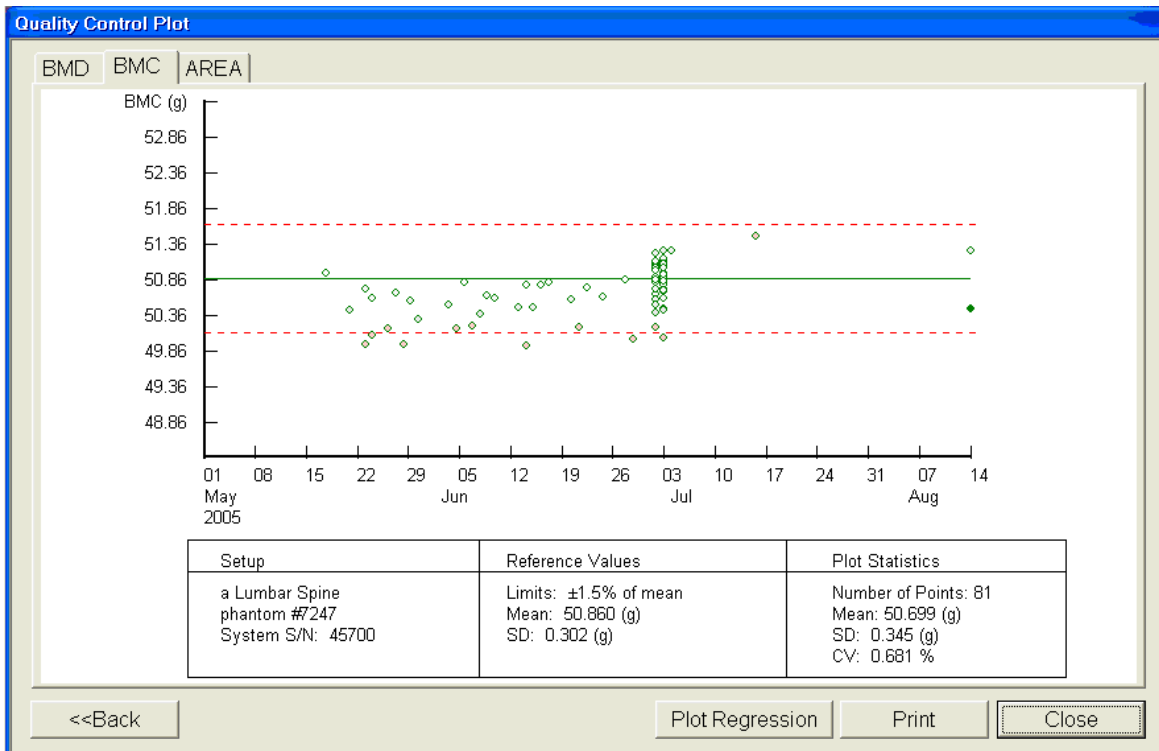 Quality Control Plot
BMD BMC AREA
BMC (g)
52.86
52.36
51.86
51.36
50.86
50.36
49.86
49.36
48.86
01 08 15 22 29 05 12 19 26 03 10 17 24 31 07 14
May Jun Jul Aug
2005
Setup
a Lumbar Spine
phantom #7247
System S/N: 45700
Reference Values
Limits: ±1.5% of mean
Mean: 50.860 (g)
SD: 0.302 (g)
Plot Statistics
Number of Points: 81
Mean: 50.699 (g)
SD: 0.345 (g)
CV: 0.681 %
<<Back Plot Regression Print Close